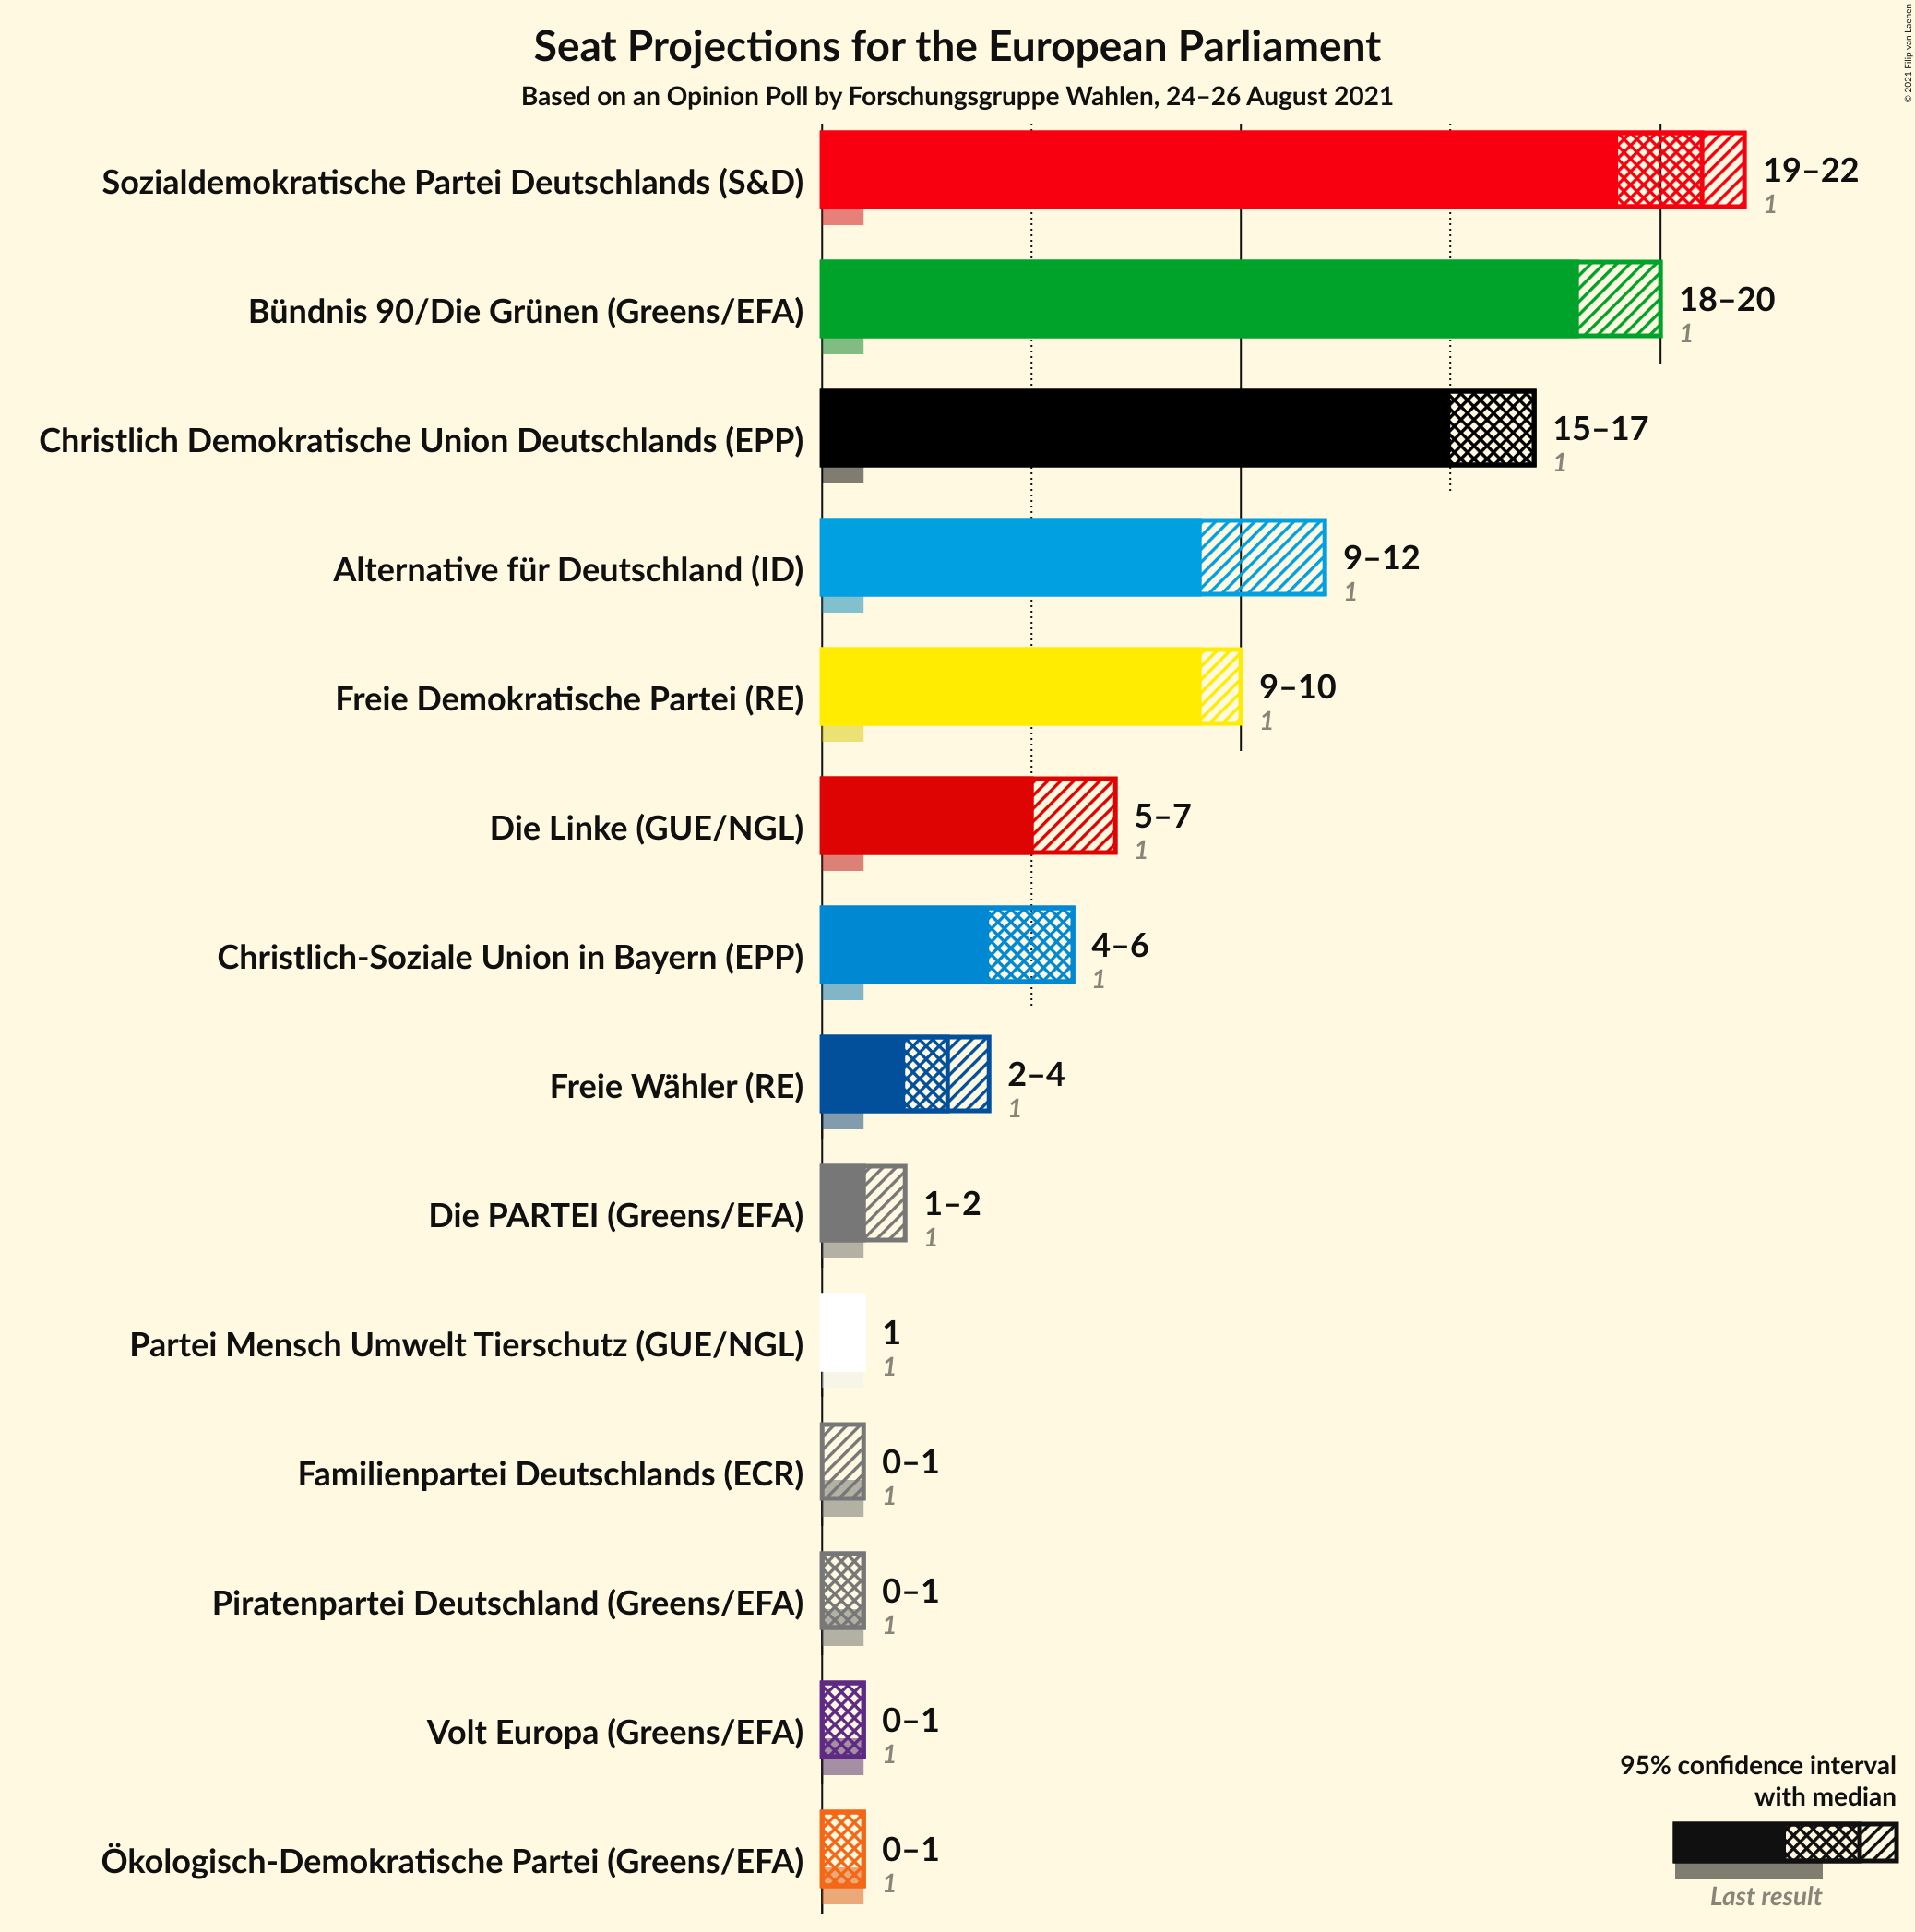 Seat Projections for the European Parliament
Based on an Opinion Poll by Forschungsgruppe Wahlen, 24–26 August 2021
© 2021 Filip van Laenen
Sozialdemokratische Partei Deutschlands (S&D)
19–22
1
Bündnis 90/Die Grünen (Greens/EFA)
18–20
1
Christlich Demokratische Union Deutschlands (EPP)
15–17
1
Alternative für Deutschland (ID)
9–12
1
Freie Demokratische Partei (RE)
9–10
1
Die Linke (GUE/NGL)
5–7
1
Christlich-Soziale Union in Bayern (EPP)
4–6
1
Freie Wähler (RE)
2–4
1
Die PARTEI (Greens/EFA)
1–2
1
Partei Mensch Umwelt Tierschutz (GUE/NGL)
1
1
Familienpartei Deutschlands (ECR)
0–1
1
Piratenpartei Deutschland (Greens/EFA)
0–1
1
Volt Europa (Greens/EFA)
0–1
1
Ökologisch-Demokratische Partei (Greens/EFA)
0–1
1
95% confidence interval
with median
Last result